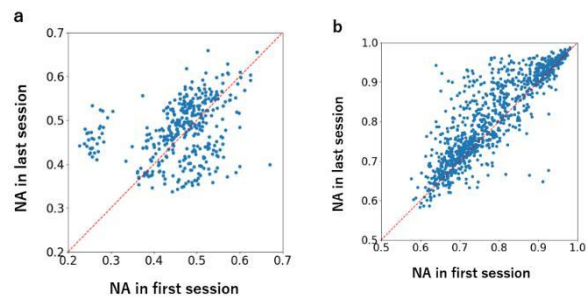 a
0.7
0.6
0.5
0.4
0.3
0.2
0.2 0.3 0.4 0.5 0.6 0.7
NA in last session
NA in first session
b
1.0
0.9
0.8
0.7
0.6
0.5
0.5 0.6 0.7 0.8 0.9 1.0
NA in last session
NA in first session